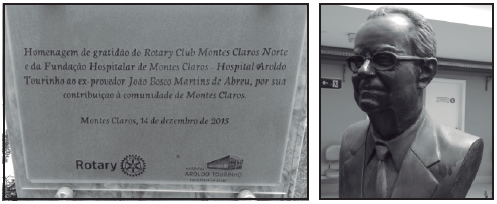 Homenagem de gratidão do Rotary Club Montes Claros Norte
e da Fundação Hospitalar de Montes Claros - Hospital Aroldo
Tourinho ao ex-provedor João Bosco Martins de Abreu, por sua
contribuição à comunidade de Montes Claros.
Montes Claros, 14 de dezembro de 2015
Rotary
AROLDO TOURINHO